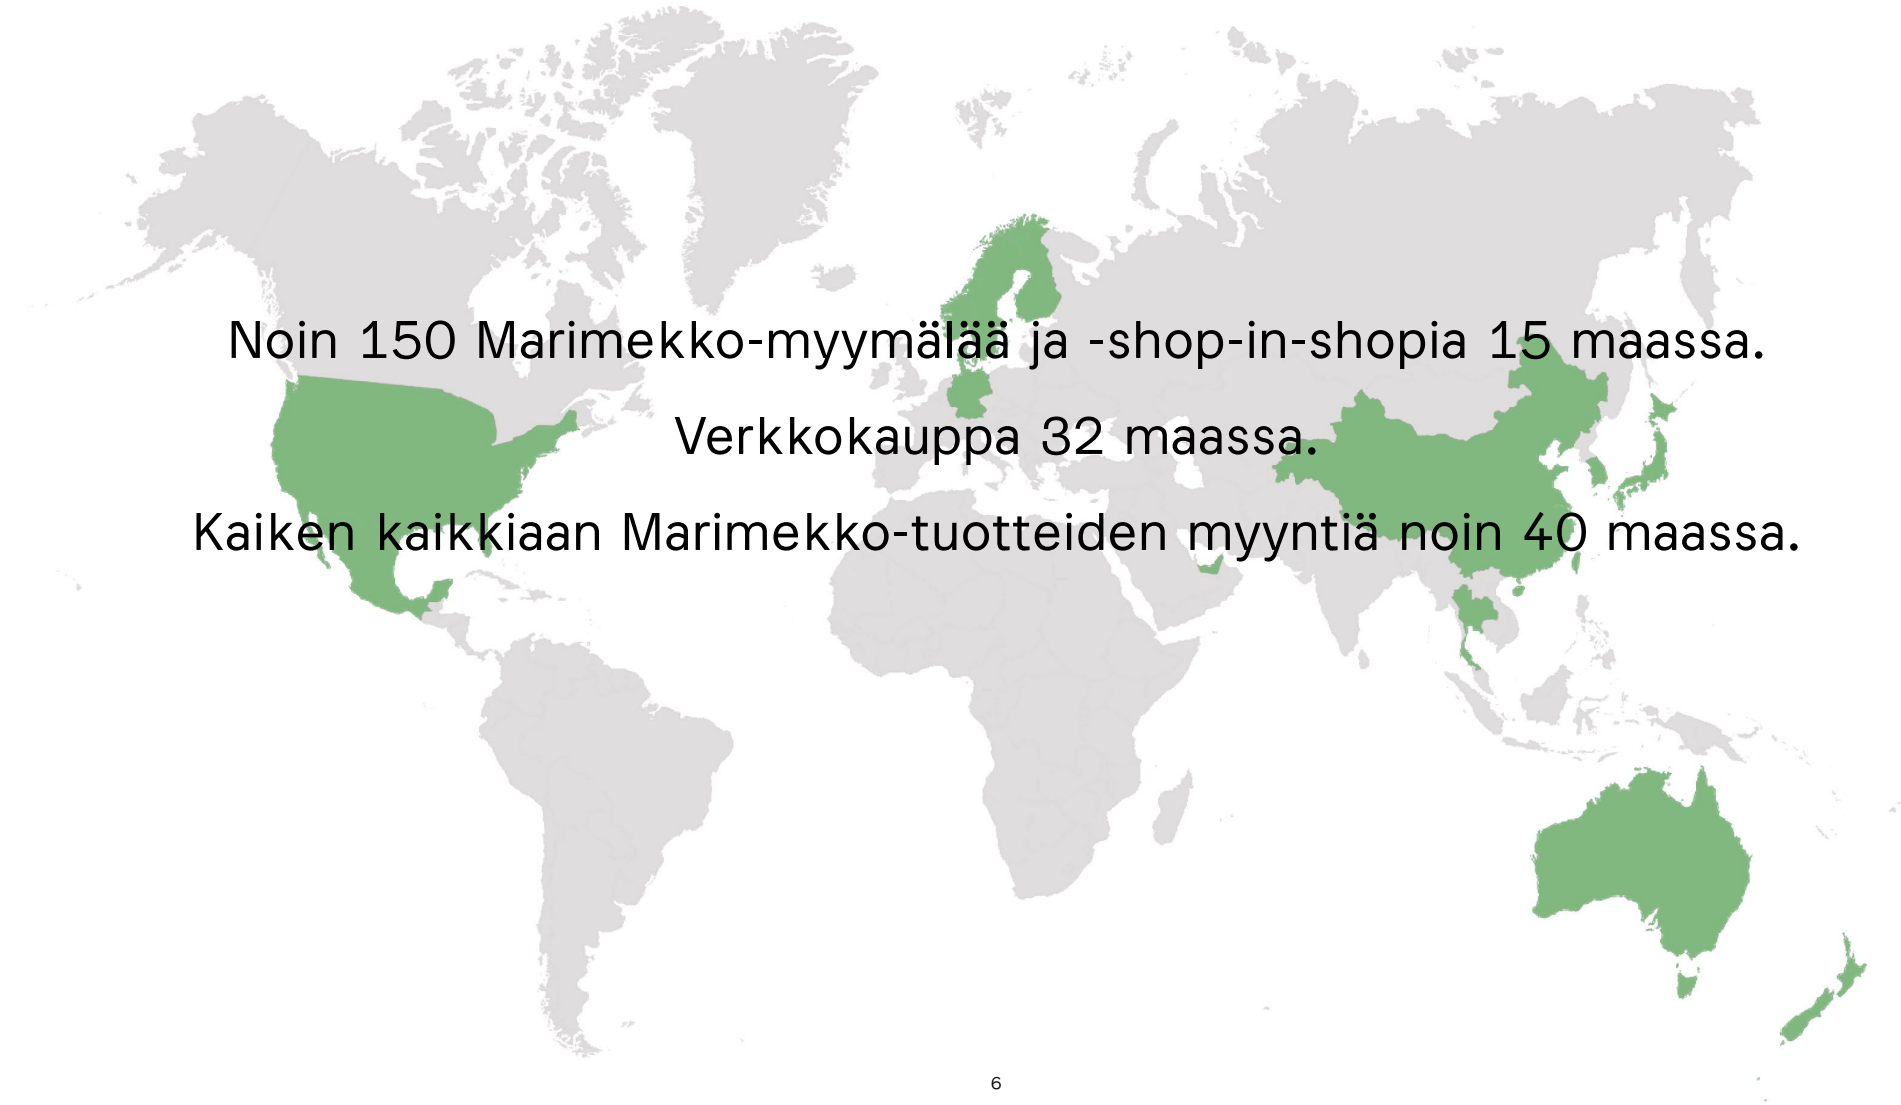 Noin 150 Marimekko-myymälää ja -shop-in-shopia 15 maassa.
Verkkokauppa 32 maassa.
Kaiken kaikkiaan Marimekko-tuotteiden myyntiä noin 40 maassa.
6